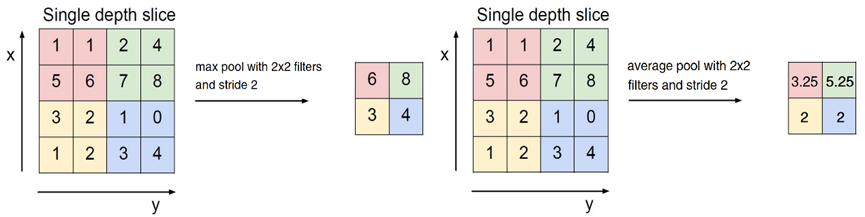 Single depth slice
x
1 1 2 4
5 6 7 8
3 2 1 0
1 2 3 4
y
max pool with 2x2 filters
and stride 2
6 8
3 4
Single depth slice
x
1 1 2 4
5 6 7 8
3 2 1 0
1 2 3 4
y
average pool with 2x2
filters and stride 2
3.25 5.25
2 2